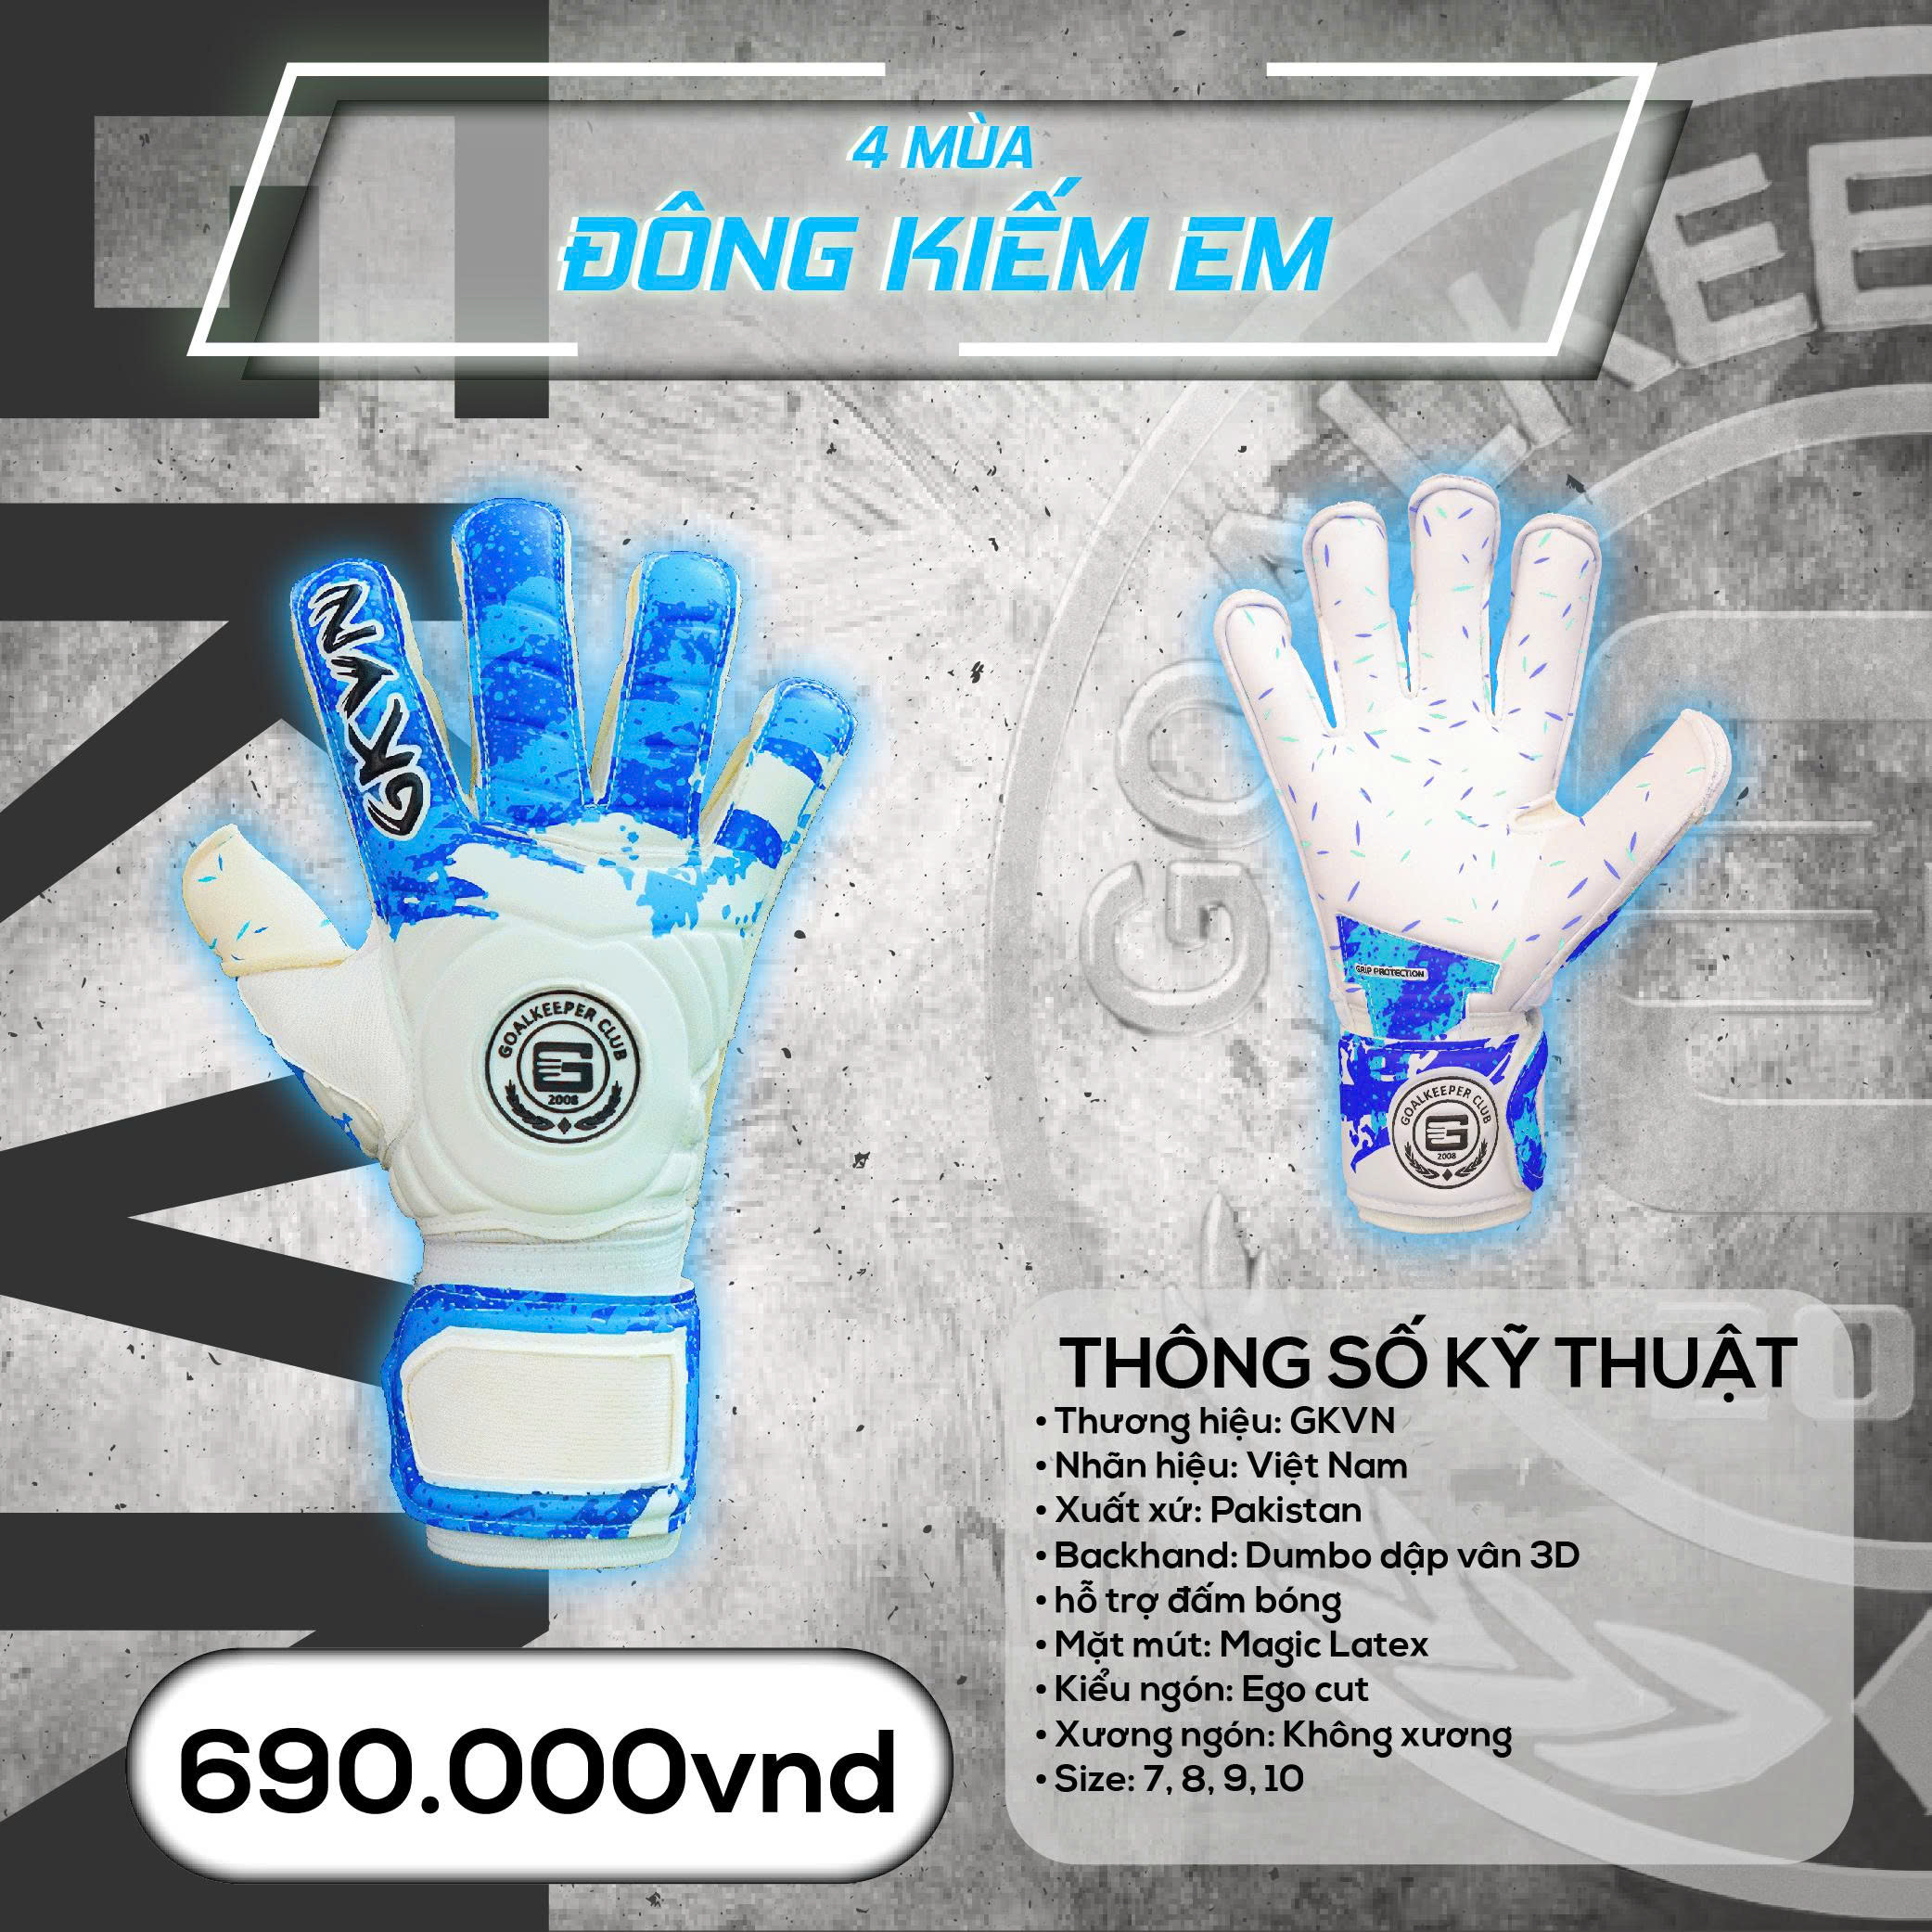 4 MÙA
ĐÔNG KIẾM EM
GKVN
GOALKEEPER CLUB
G
2008
GRIP PROTECTION
GOALKEEPER CLUB
G
2008
THÔNG SỐ KỸ THUẬT
• Thương hiệu: GKVN
• Nhãn hiệu: Việt Nam
• Xuất xứ: Pakistan
• Backhand: Dumbo dập vân 3D
• hỗ trợ đấm bóng
• Mặt mút: Magic Latex
• Kiểu ngón: Ego cut
• Xương ngón: Không xương
• Size: 7, 8, 9, 10
690.000vnd